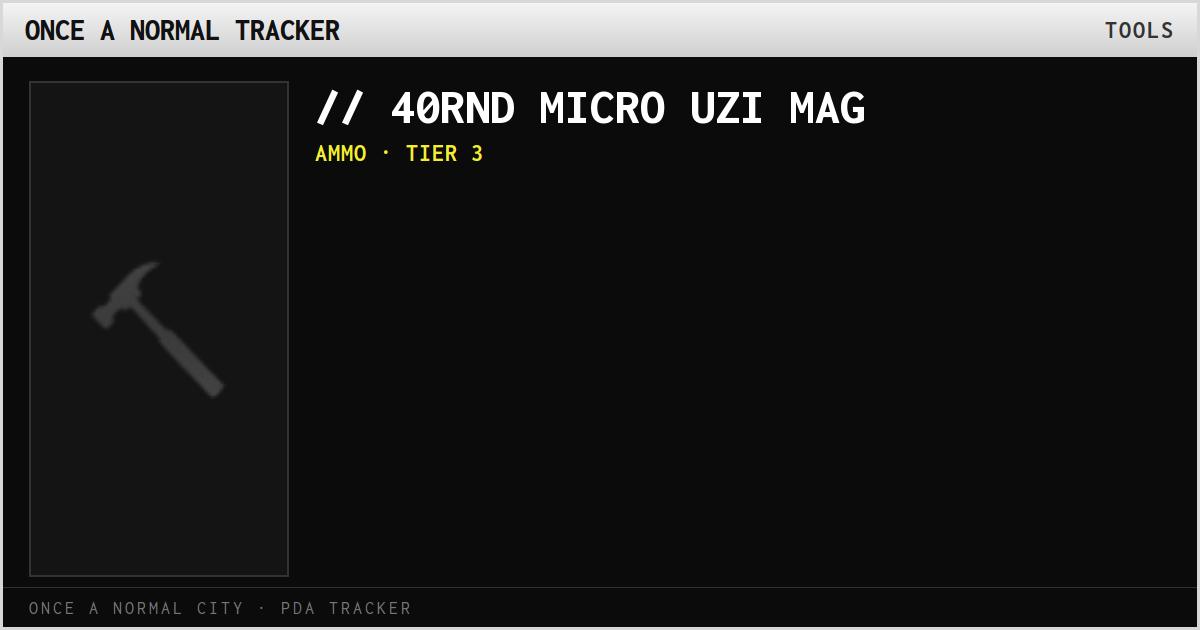 ONCE A NORMAL TRACKER
TOOLS
// 40RND MICRO UZI MAG
AMMO · TIER 3
ONCE A NORMAL CITY · PDA TRACKER